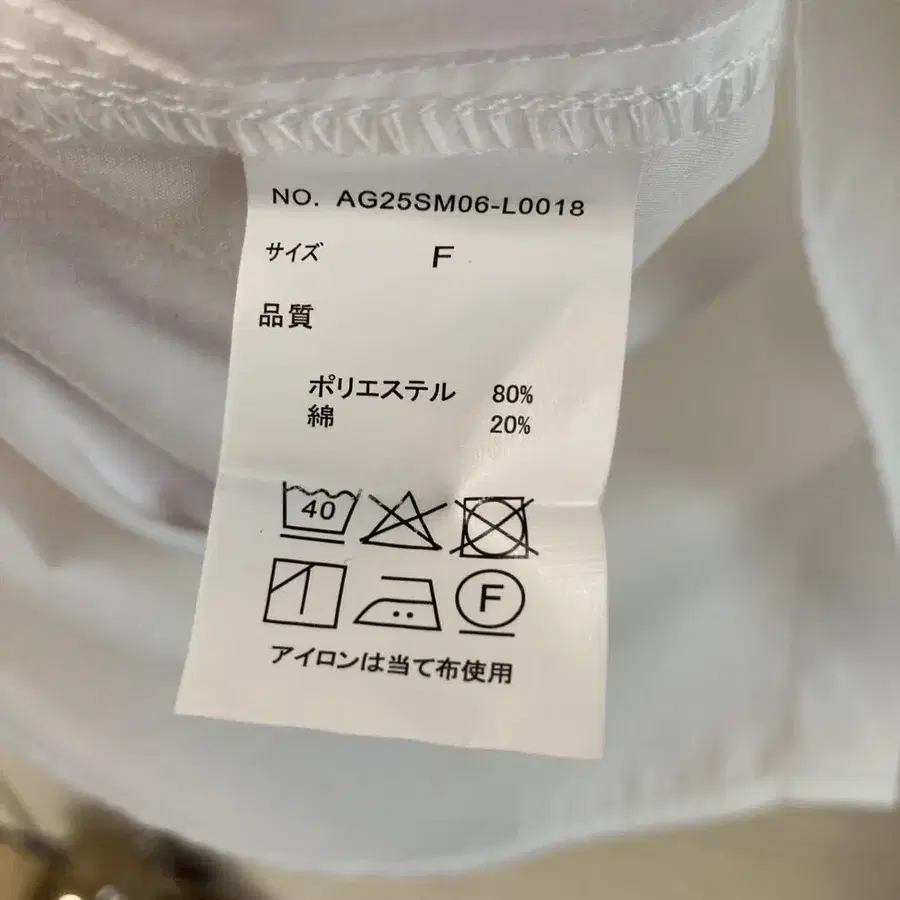 NO. AG25SM06-L0018
サイズ F
品質
ポリエステル 80%
綿 20%
40
F
アイロンは当て布使用